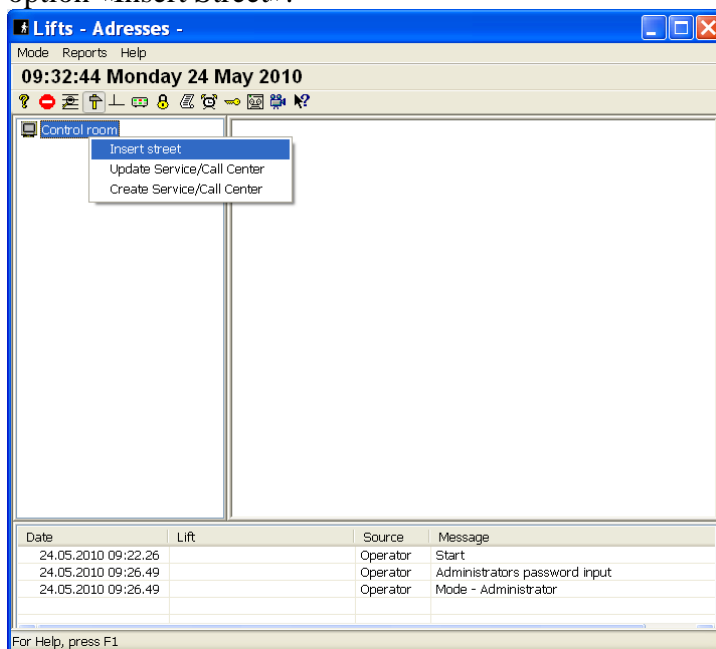 option «Insert Street».
Lifts - Adresses -
Mode Reports Help
09:32:44 Monday 24 May 2010
Control room
Insert street
Update Service/Call Center
Create Service/Call Center
Date Lift Source Message
24.05.2010 09:22.26 Operator Start
24.05.2010 09:26.49 Operator Administrators password input
24.05.2010 09:26.49 Operator Mode - Administrator
For Help, press F1